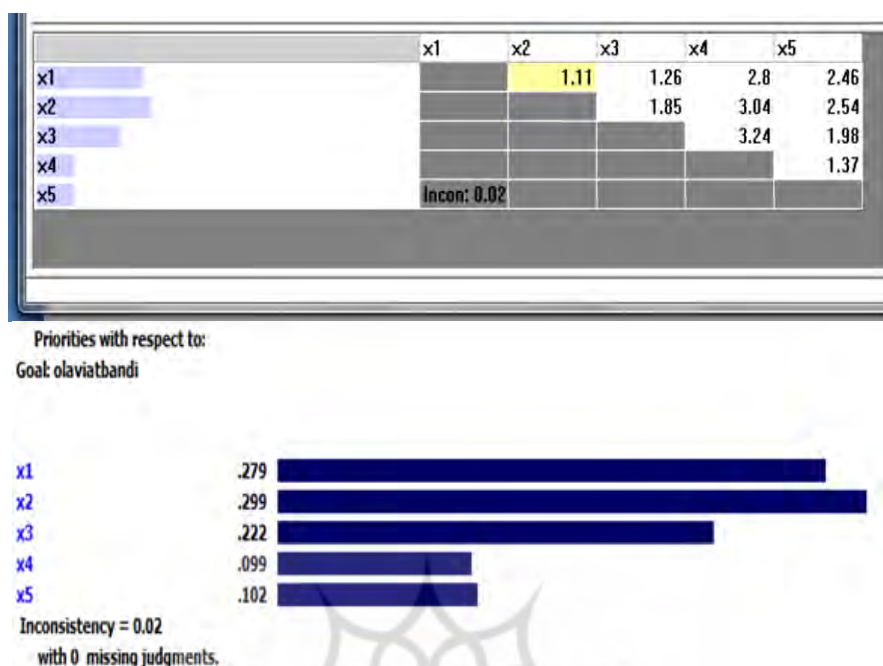 x1 x2 x3 x4 x5
x1 1.11 1.26 2.8 2.46
x2 1.85 3.04 2.54
x3 3.24 1.98
x4 1.37
x5 Incon: 0.02
Priorities with respect to:
Goal: olaviatbandi
x1 .279
x2 .299
x3 .222
x4 .099
x5 .102
Inconsistency = 0.02
with 0 missing judgments.